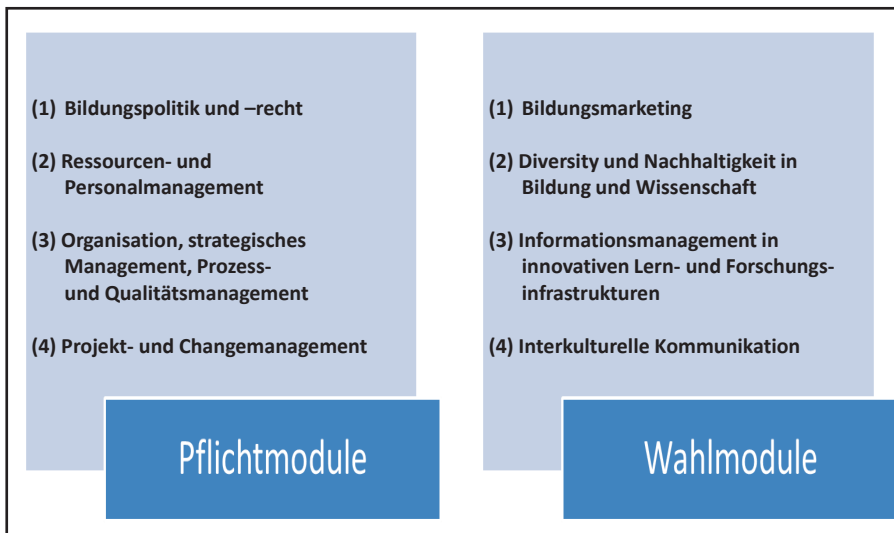 (1) Bildungspolitik und –recht
(2) Ressourcen- und
Personalmanagement
(3) Organisation, strategisches
Management, Prozess-
und Qualitätsmanagement
(4) Projekt- und Changemanagement
Pflichtmodule
(1) Bildungsmarketing
(2) Diversity und Nachhaltigkeit in
Bildung und Wissenschaft
(3) Informationsmanagement in
innovativen Lern- und Forschungs-
infrastrukturen
(4) Interkulturelle Kommunikation
Wahlmodule